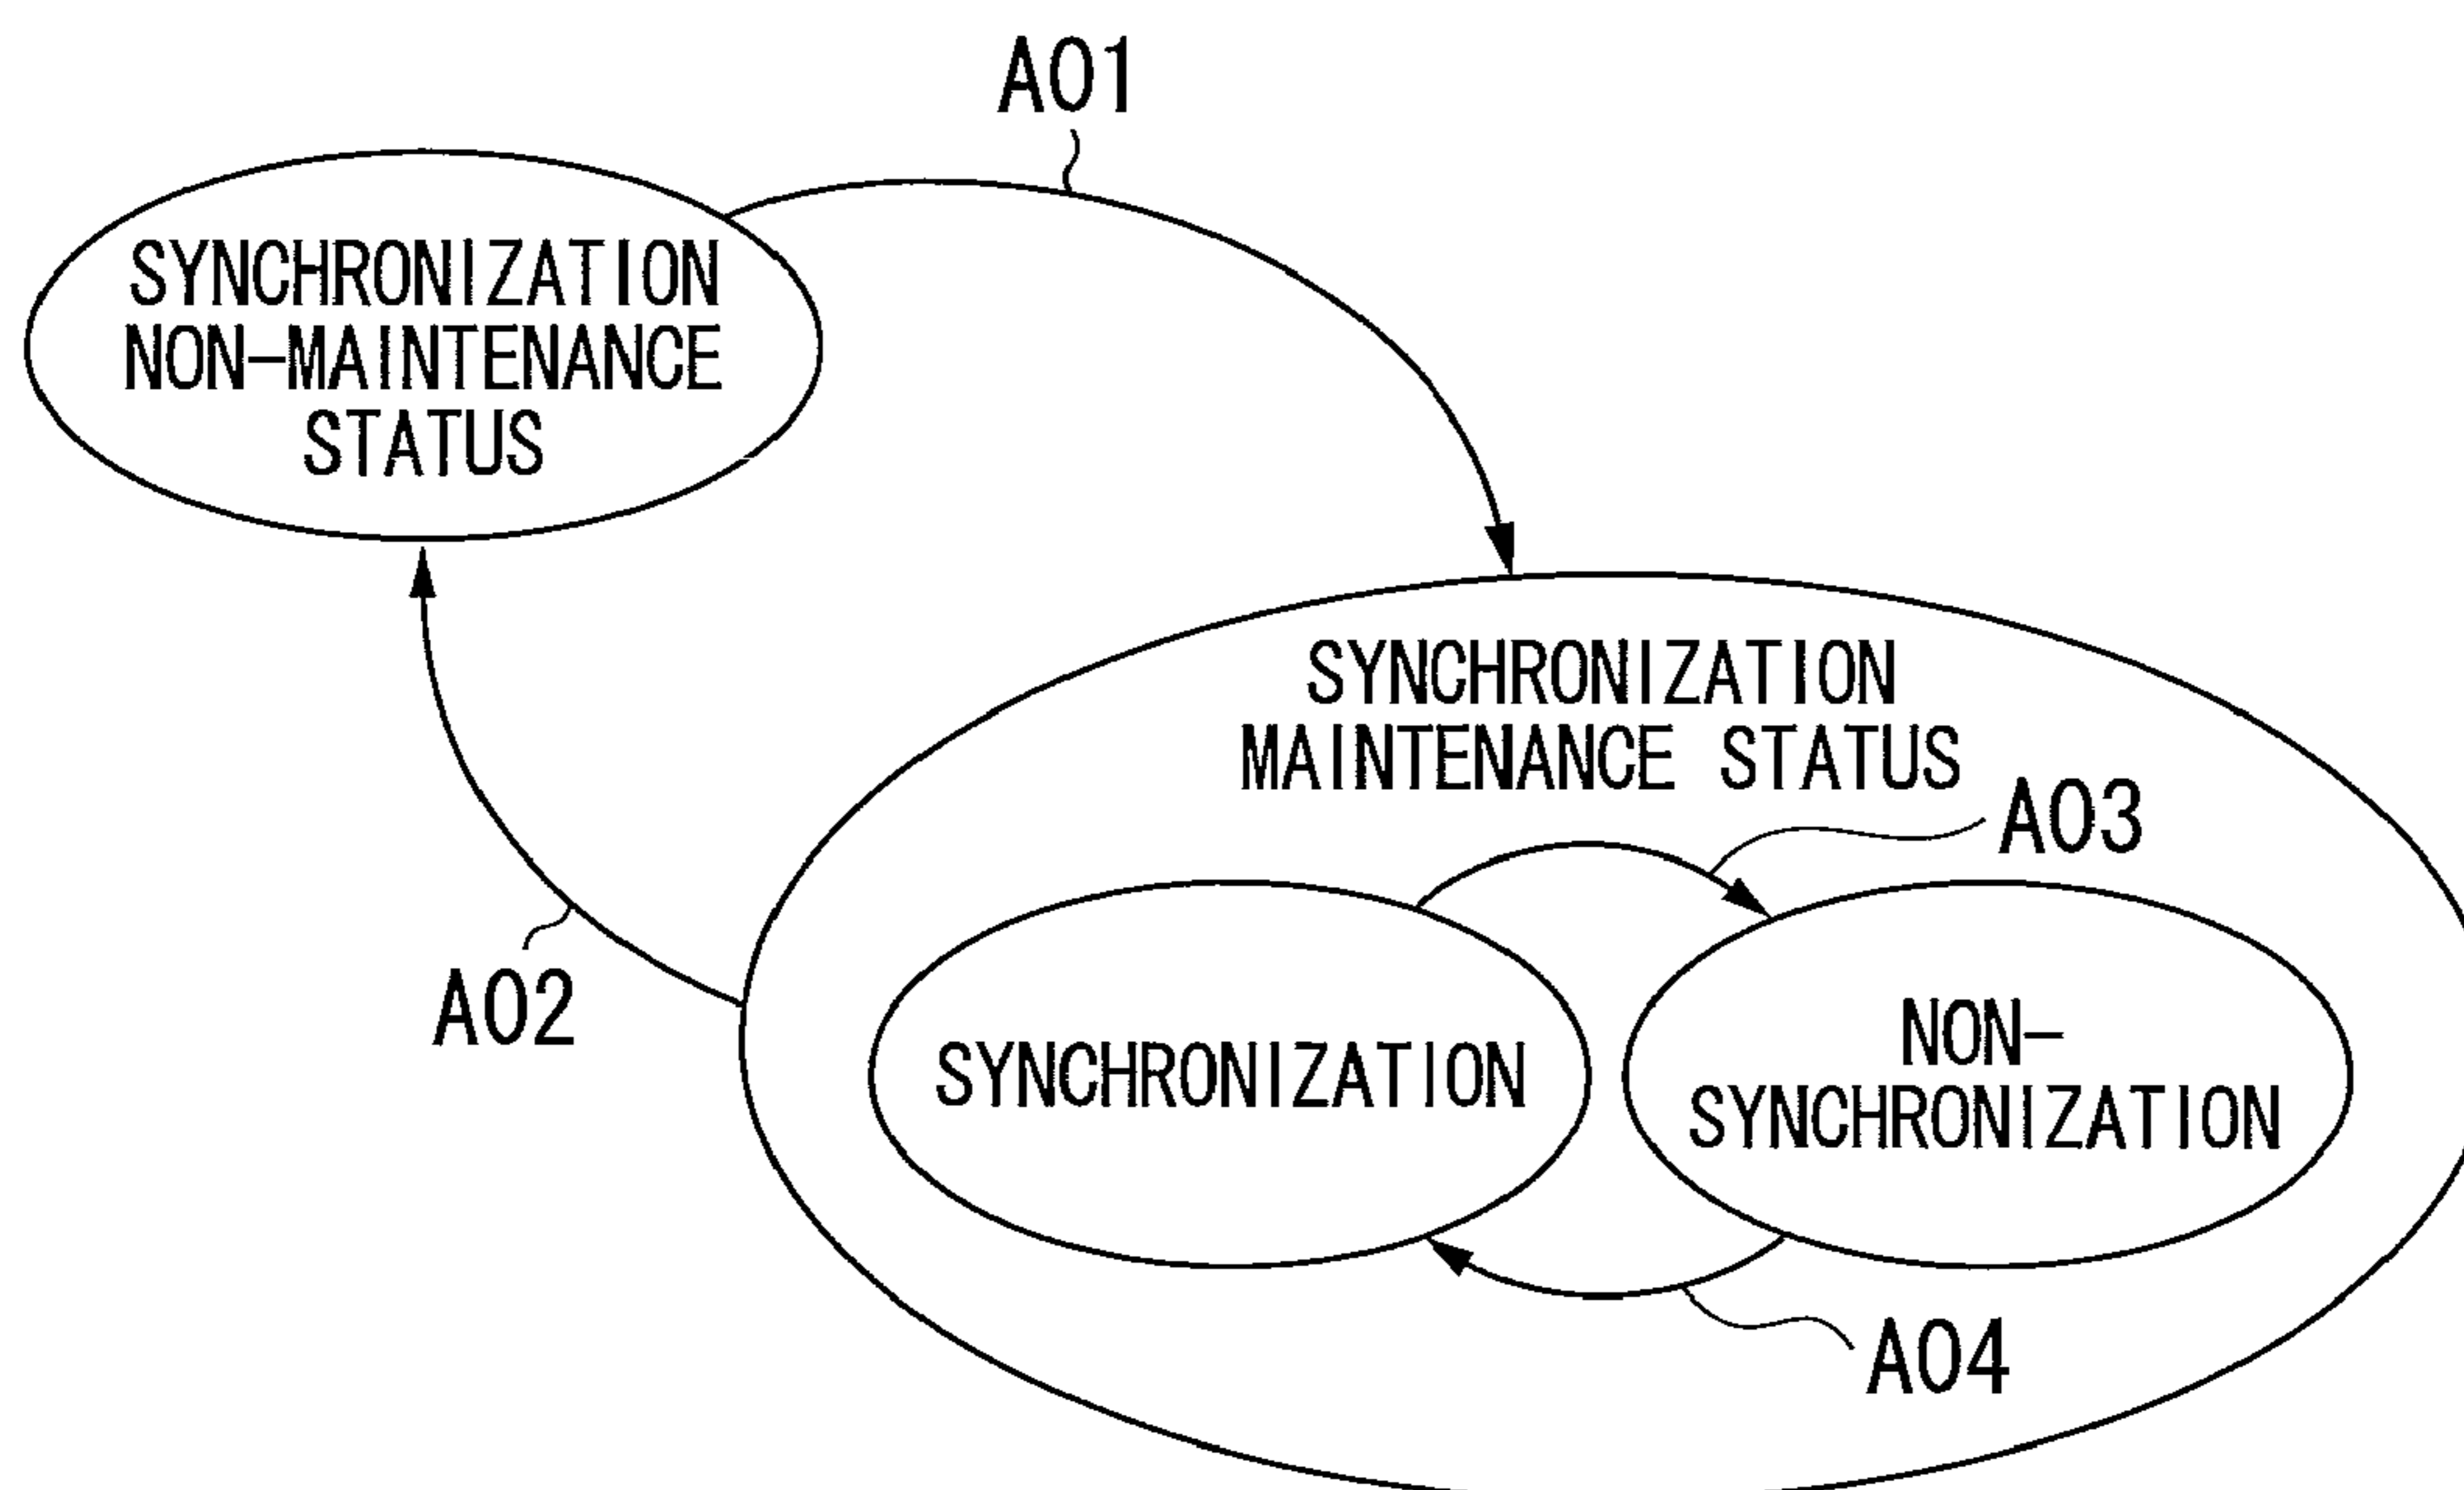 A01
SYNCHRONIZATION
NON-MAINTENANCE
STATUS
SYNCHRONIZATION
MAINTENANCE STATUS
A03
A02
SYNCHRONIZATION
NON-
SYNCHRONIZATION
A04